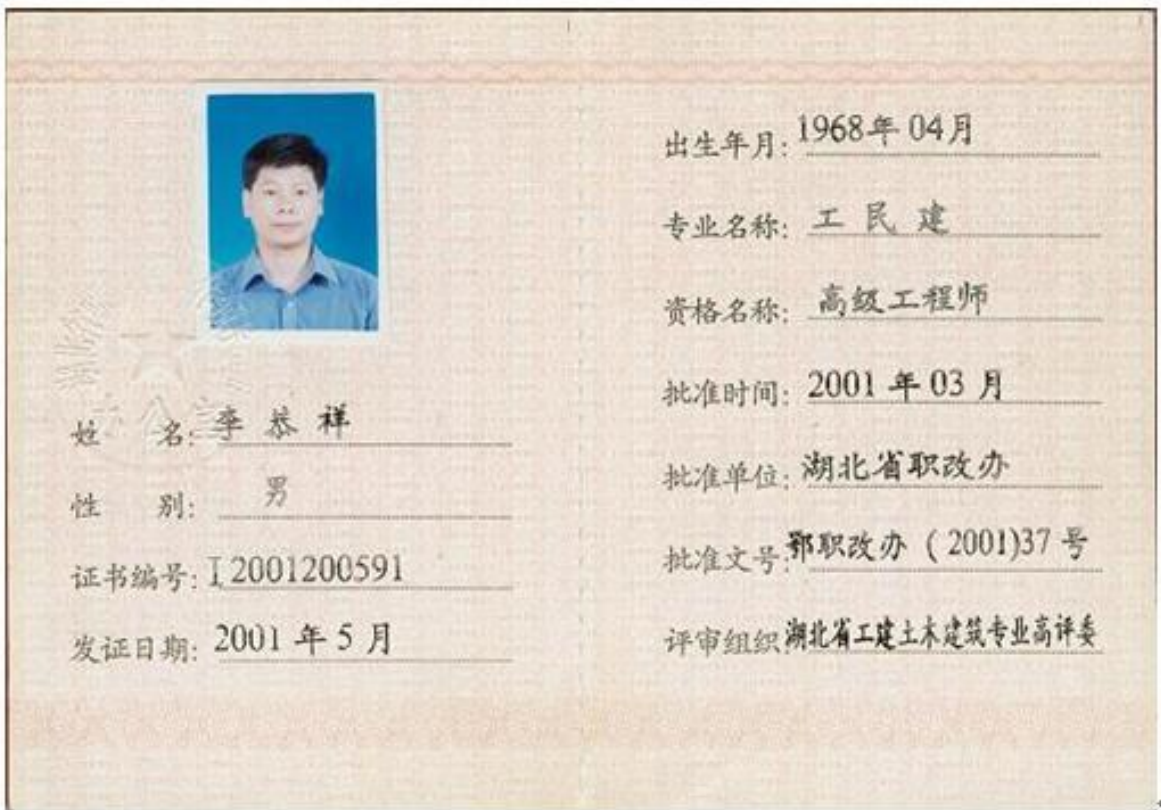 姓 名: 李恭祥
性 别: 男
证书编号: I2001200591
发证日期: 2001年5月
出生年月: 1968年04月
专业名称: 工民建
资格名称: 高级工程师
批准时间: 2001年03月
批准单位: 湖北省职改办
批准文号: 鄂职改办(2001)37号
评审组织 湖北省工建土木建筑专业高评委